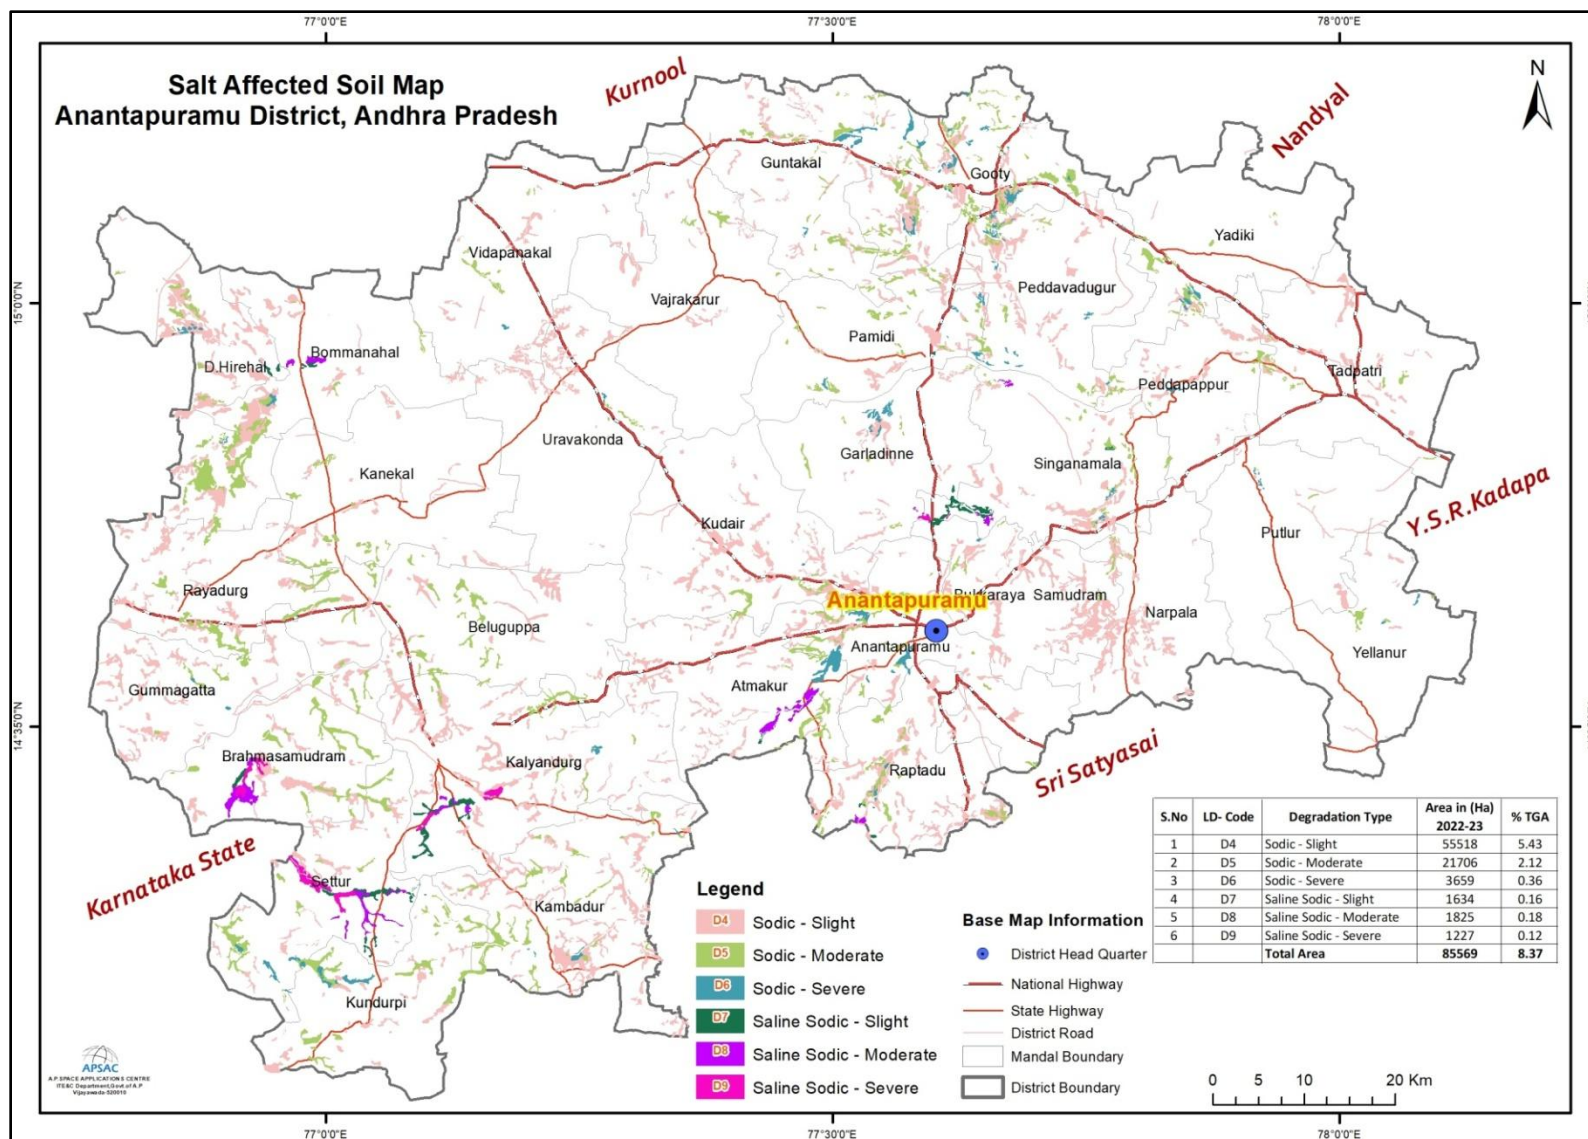 77°0'0"E
77°30'0"E
78°0'0"E
Salt Affected Soil Map
Anantapuramu District, Andhra Pradesh
Kurnool
Nandyal
N
Guntakal
Gooty
Yadiki
Vidapanakal
Vajrakarur
Peddavadugur
15°0'0"N
Pamidi
D.Hirehal
Bommanahal
Tadpatri
Peddapappur
Uravakonda
Garladinne
Singanamala
Kanekal
Kudair
Putlur
Y.S.R.Kadapa
Rayadurg
Anantapuramu
Samudram
Narpala
Beluguppa
Anantapuramu
Yellanur
Gummagatta
Atmakur
14°35'0"N
Brahmasamudram
Kalyandurg
Raptadu
Sri Satyasai
Karnataka State
Settur
Kambadur
Kundurpi
S.No LD- Code Degradation Type Area in (Ha) 2022-23 % TGA
1 D4 Sodic - Slight 55518 5.43
2 D5 Sodic - Moderate 21706 2.12
3 D6 Sodic - Severe 3659 0.36
4 D7 Saline Sodic - Slight 1634 0.16
5 D8 Saline Sodic - Moderate 1825 0.18
6 D9 Saline Sodic - Severe 1227 0.12
Total Area 85569 8.37
Legend
D4 Sodic - Slight
D5 Sodic - Moderate
D6 Sodic - Severe
D7 Saline Sodic - Slight
D8 Saline Sodic - Moderate
D9 Saline Sodic - Severe
Base Map Information
District Head Quarter
National Highway
State Highway
District Road
Mandal Boundary
District Boundary
0 5 10 20 Km
APSAC
A.P.SPACE APPLICATIONS CENTRE
ITE&C Department,Govt of A.P
Vijayawada-520010
77°0'0"E
77°30'0"E
78°0'0"E